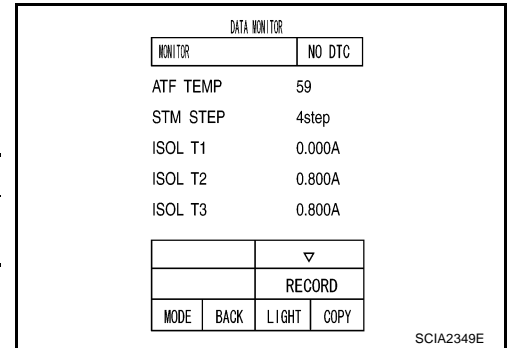 DATA MONITOR
MONITOR NO DTC
ATF TEMP 59
STM STEP 4step
ISOL T1 0.000A
ISOL T2 0.800A
ISOL T3 0.800A
▽
RECORD
MODE BACK LIGHT COPY
SCIA2349E